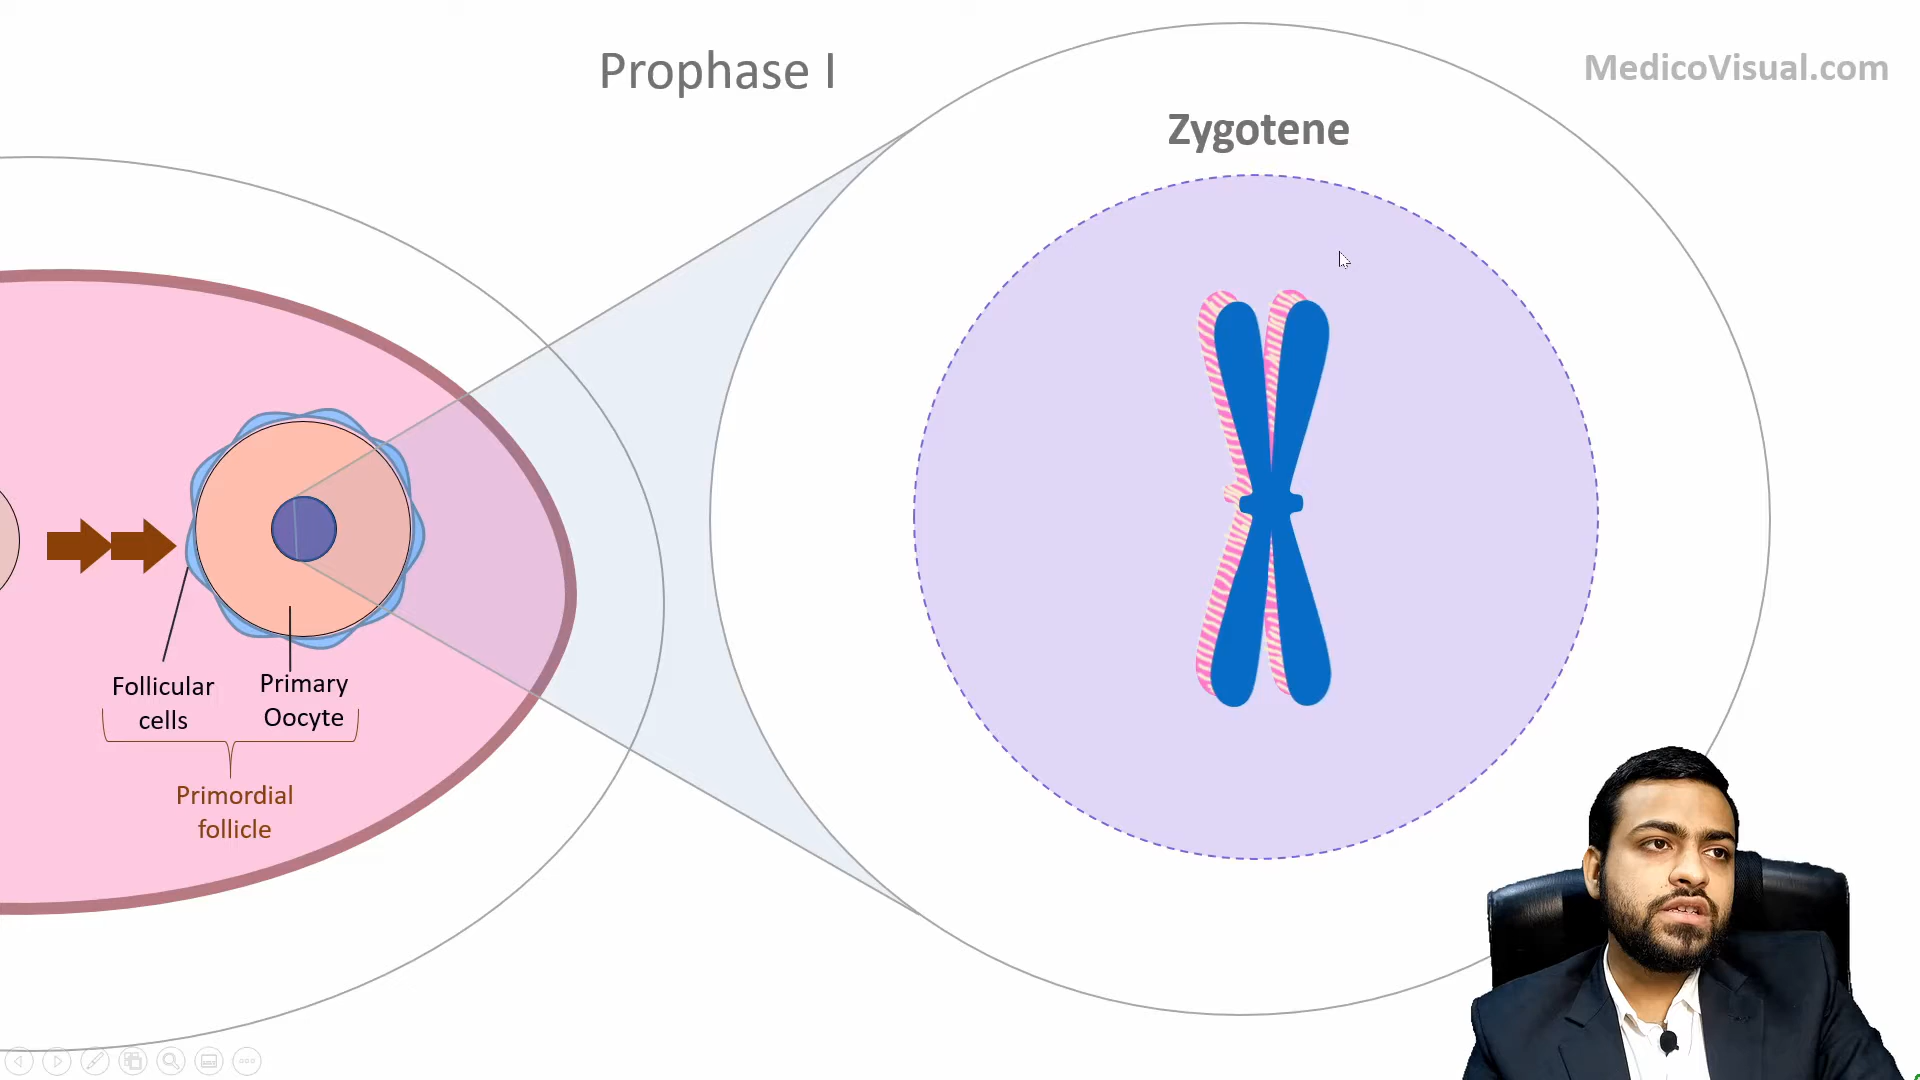 Prophase I
MedicoVisual.com
Zygotene
Follicular
cells
Primary
Oocyte
Primordial
follicle